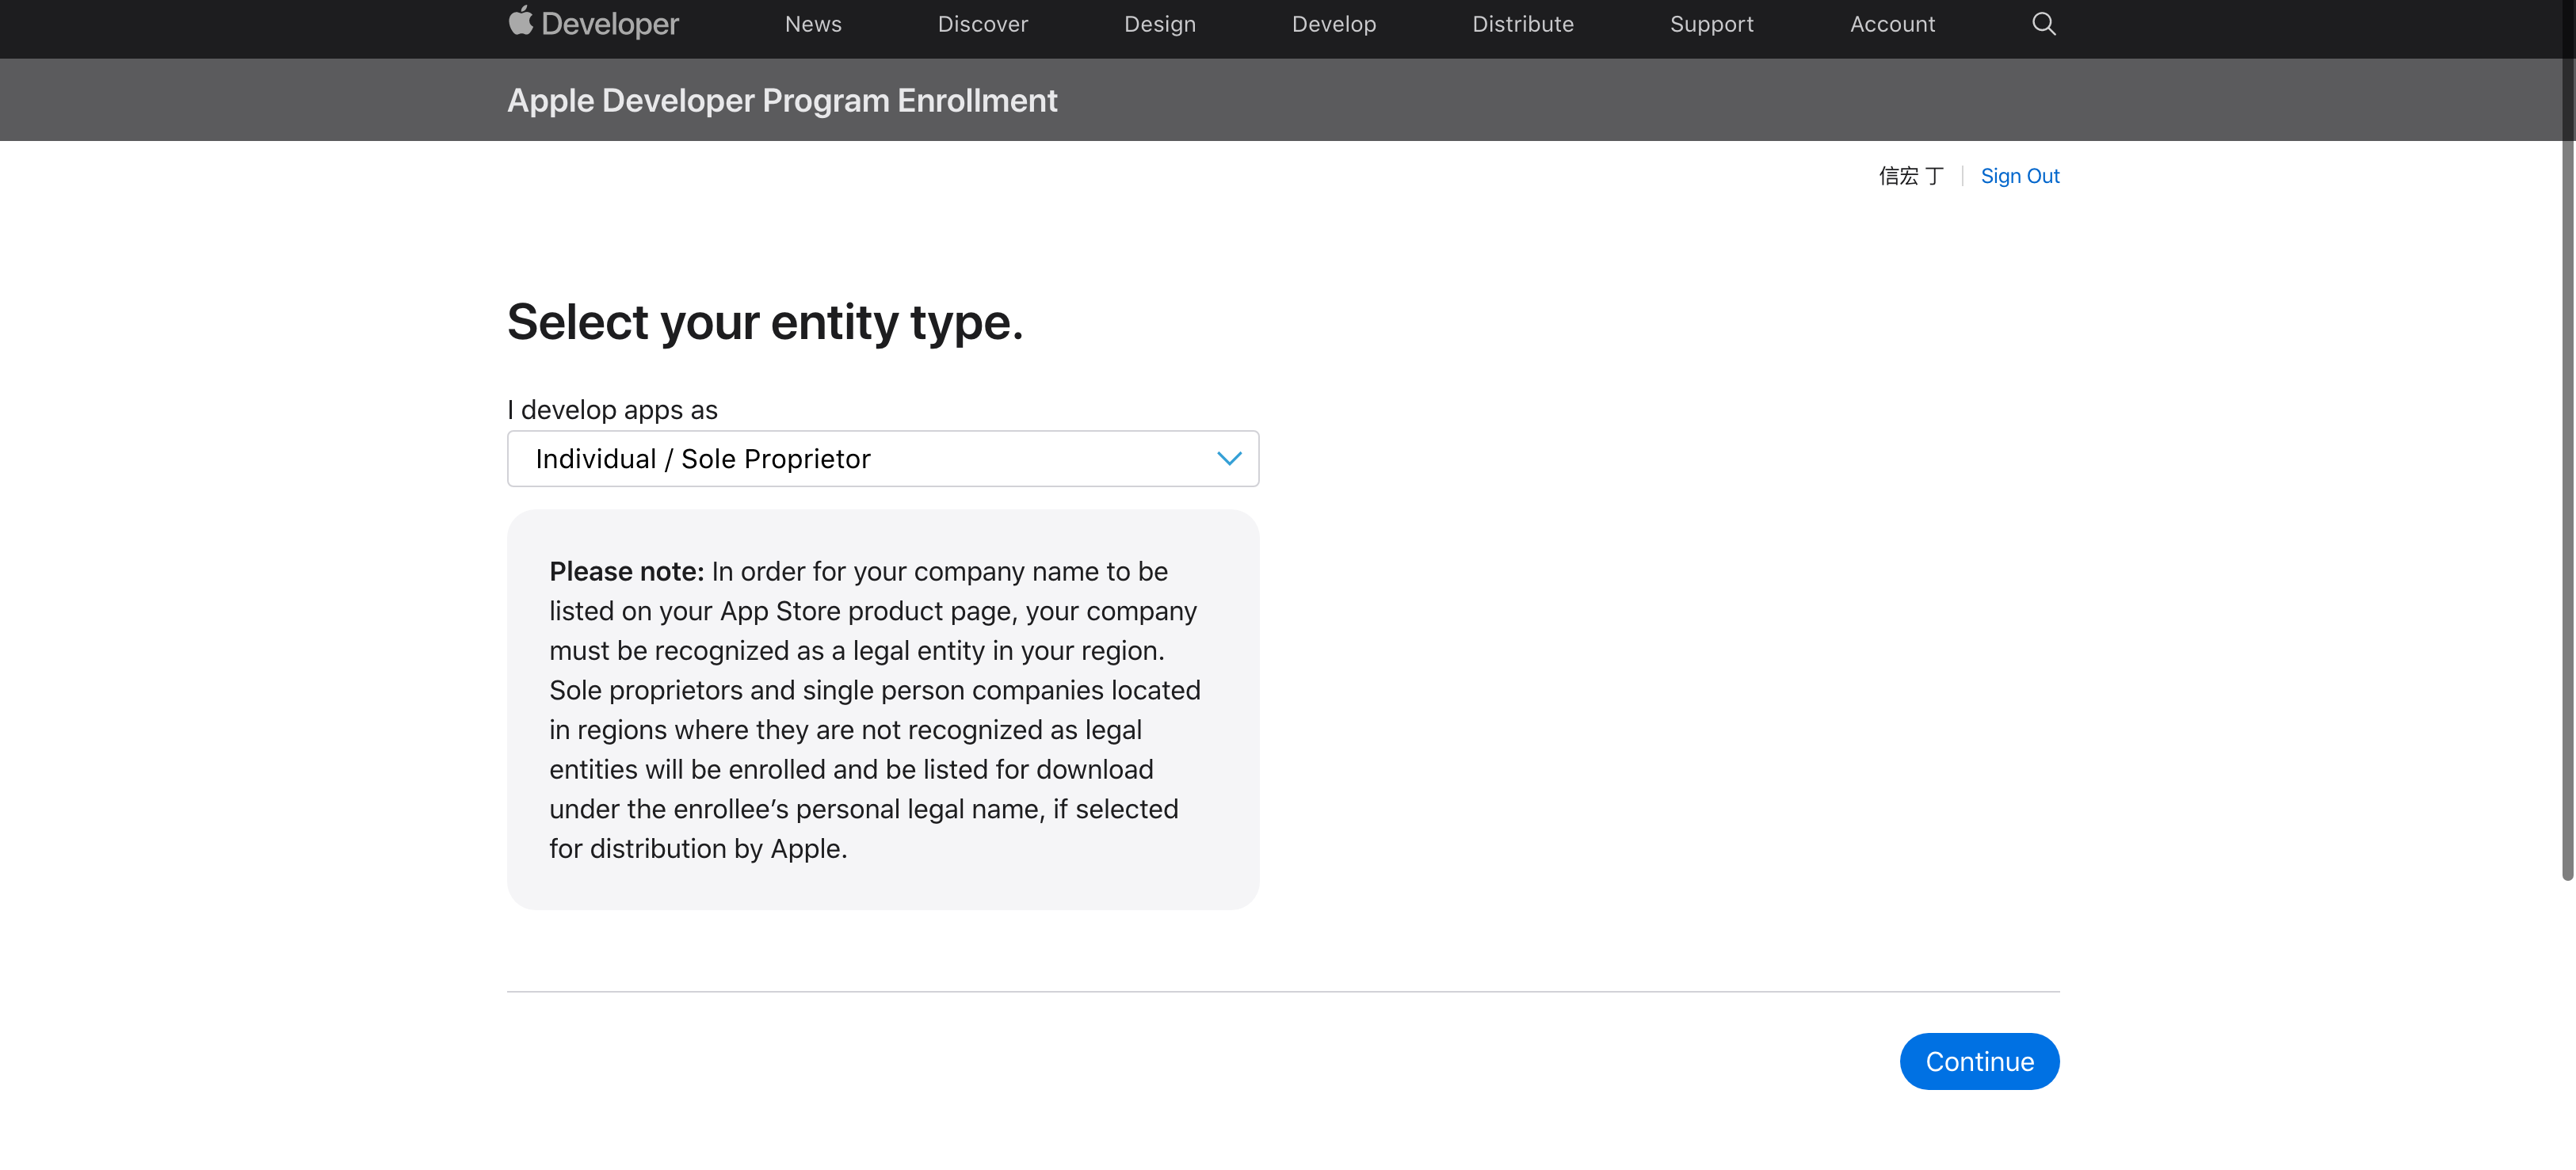 Developer
News
Discover
Design
Develop
Distribute
Support
Account
Apple Developer Program Enrollment
信宏 丁
Sign Out
Select your entity type.
I develop apps as
Individual / Sole Proprietor
Please note: In order for your company name to be
listed on your App Store product page, your company
must be recognized as a legal entity in your region.
Sole proprietors and single person companies located
in regions where they are not recognized as legal
entities will be enrolled and be listed for download
under the enrollee’s personal legal name, if selected
for distribution by Apple.
Continue